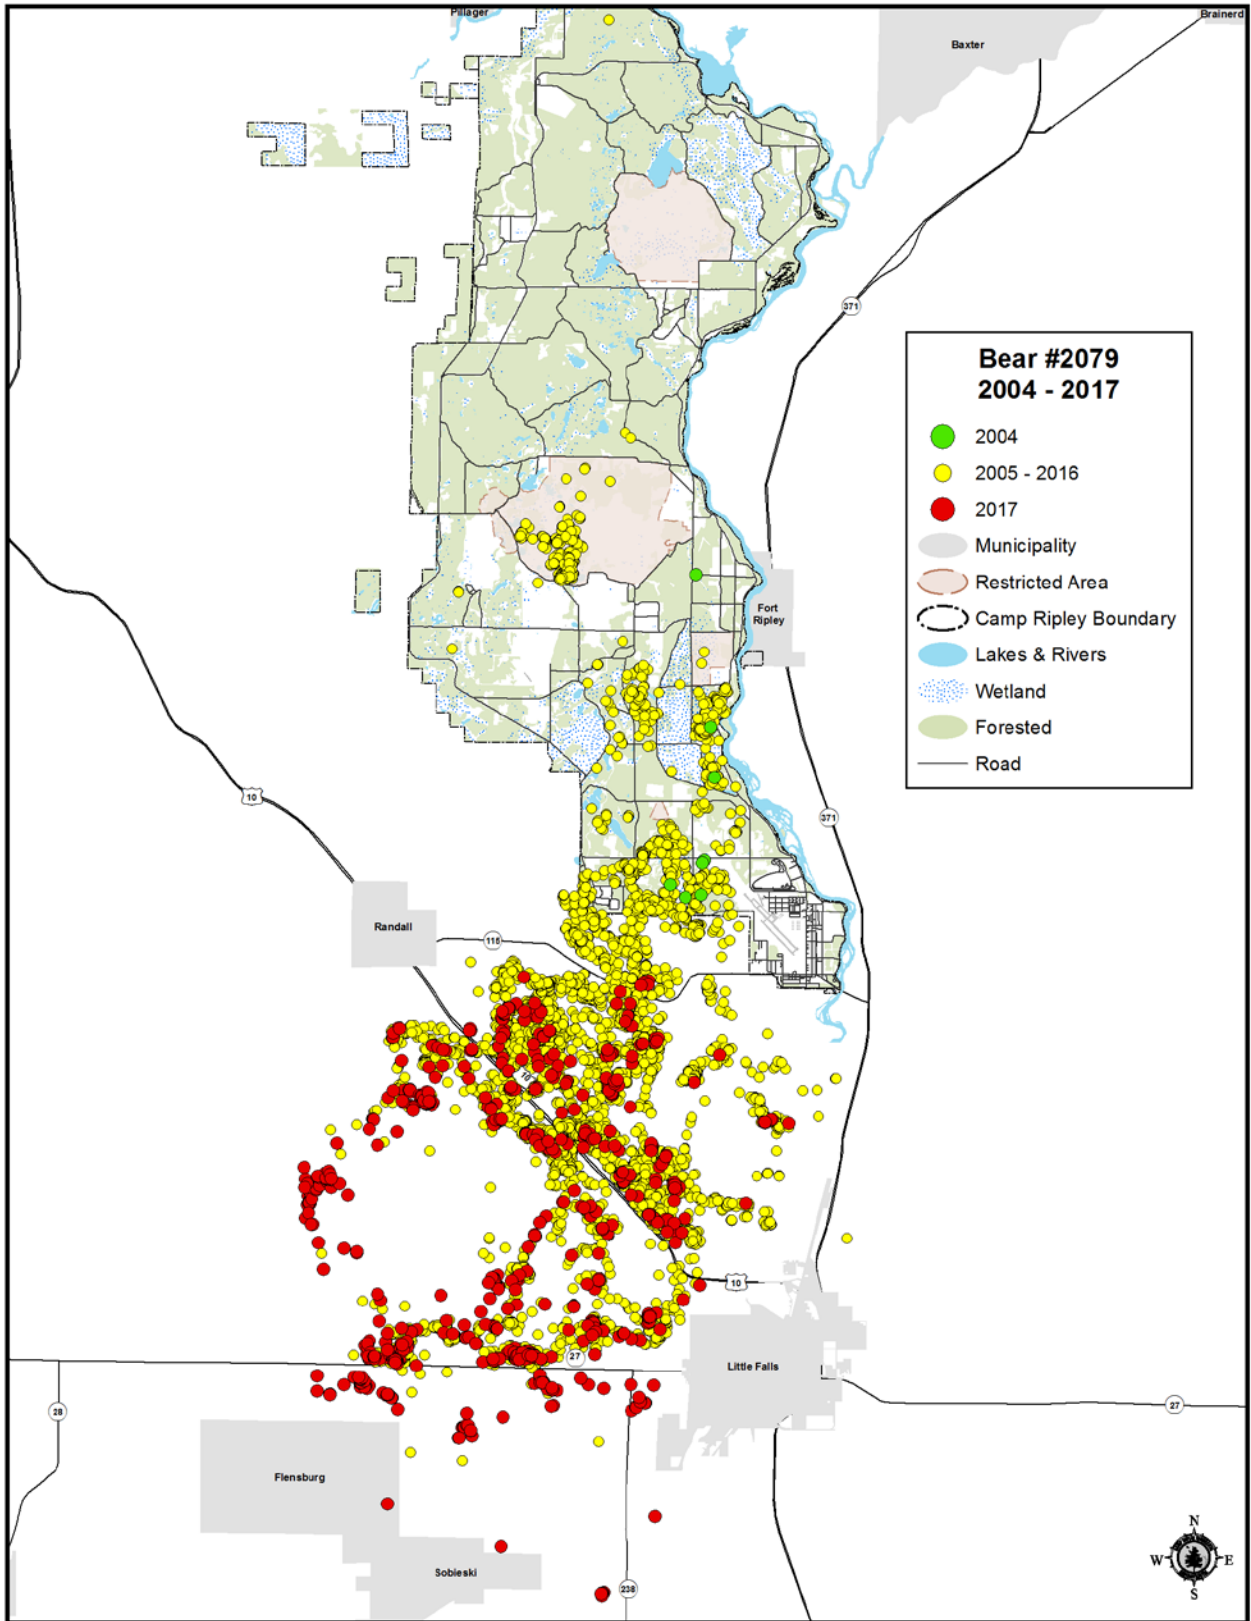 Pillager
Brainerd
Baxter
371
Bear #2079
2004 - 2017
2004
2005 - 2016
2017
Municipality
Restricted Area
Camp Ripley Boundary
Lakes & Rivers
Wetland
Forested
Road
Fort
Ripley
10
371
Randall
115
10
10
Little Falls
27
28
27
Flensburg
Sobieski
238
N
W
E
S